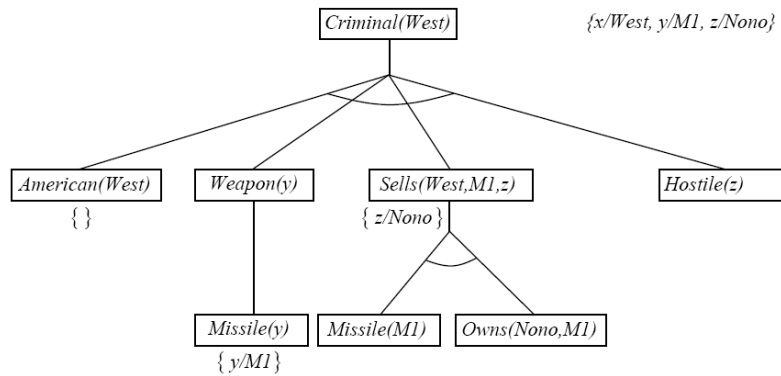 Criminal(West)
{x/West, y/M1, z/Nono}
American(West)
Weapon(y)
Sells(West,M1,z)
Hostile(z)
{ }
{ z/Nono }
Missile(y)
Missile(M1)
Owns(Nono,M1)
{ y/M1}